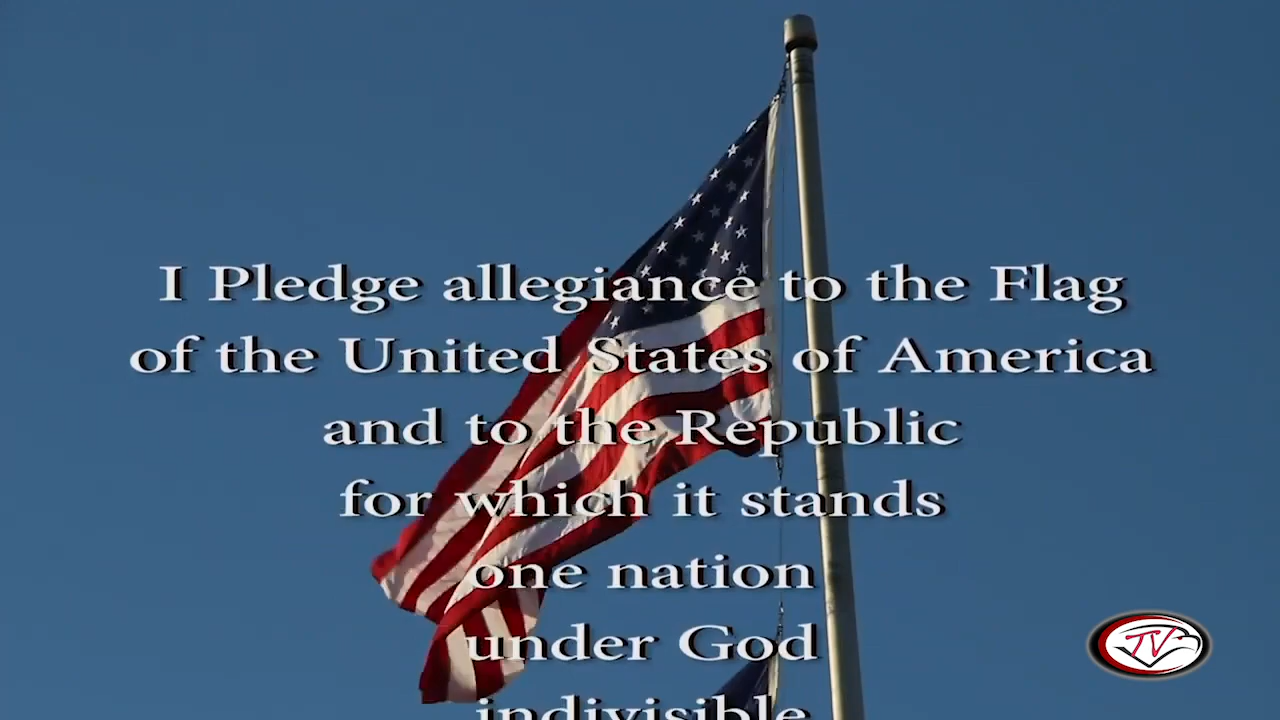 I Pledge allegiance to the Flag
of the United States of America
and to the Republic
for which it stands
one nation
under God
indivisible
TV